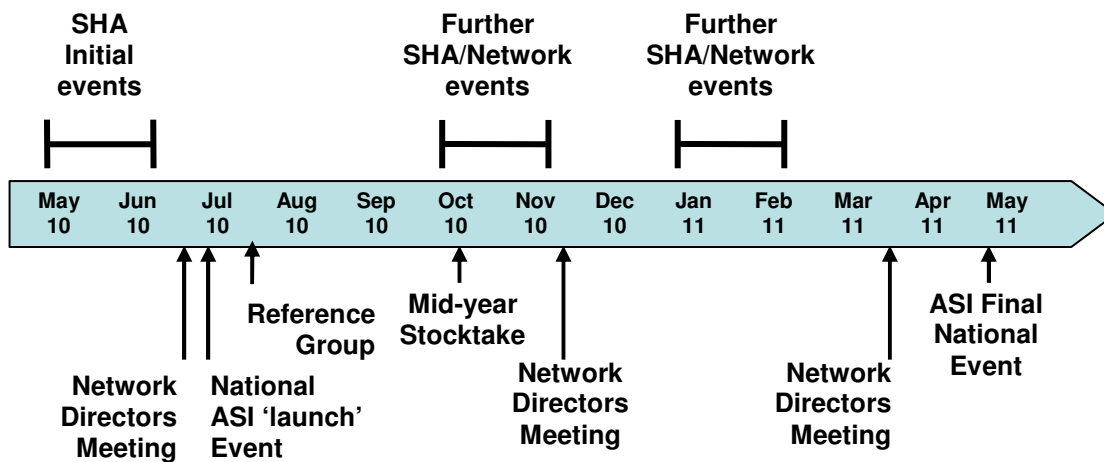 SHA
Initial
events
Further
SHA/Network
events
Further
SHA/Network
events
May
10
Jun
10
Jul
10
Aug
10
Sep
10
Oct
10
Nov
10
Dec
10
Jan
11
Feb
11
Mar
11
Apr
11
May
11
Network
Directors
Meeting
National
ASI ‘launch’
Event
Reference
Group
Mid-year
Stocktake
Network
Directors
Meeting
Network
Directors
Meeting
ASI Final
National
Event